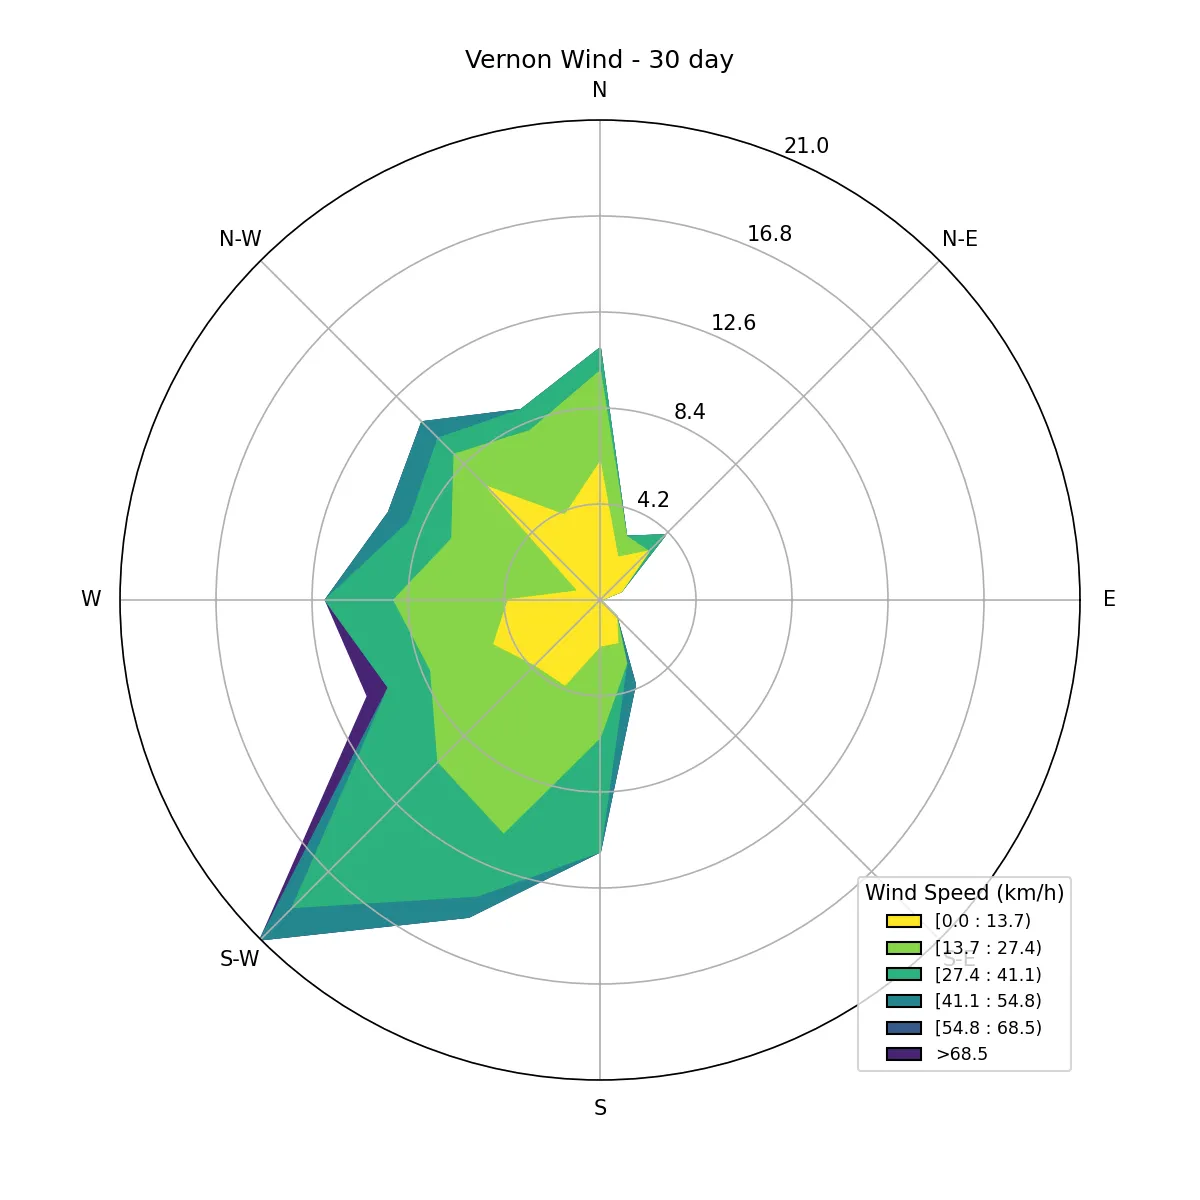 Vernon Wind - 30 day
N
21.0
16.8
N-W
N-E
12.6
8.4
4.2
W
E
Wind Speed (km/h)
[0.0 : 13.7)
[13.7 : 27.4)
S-W
S-E
[27.4 : 41.1)
[41.1 : 54.8)
[54.8 : 68.5)
>68.5
S